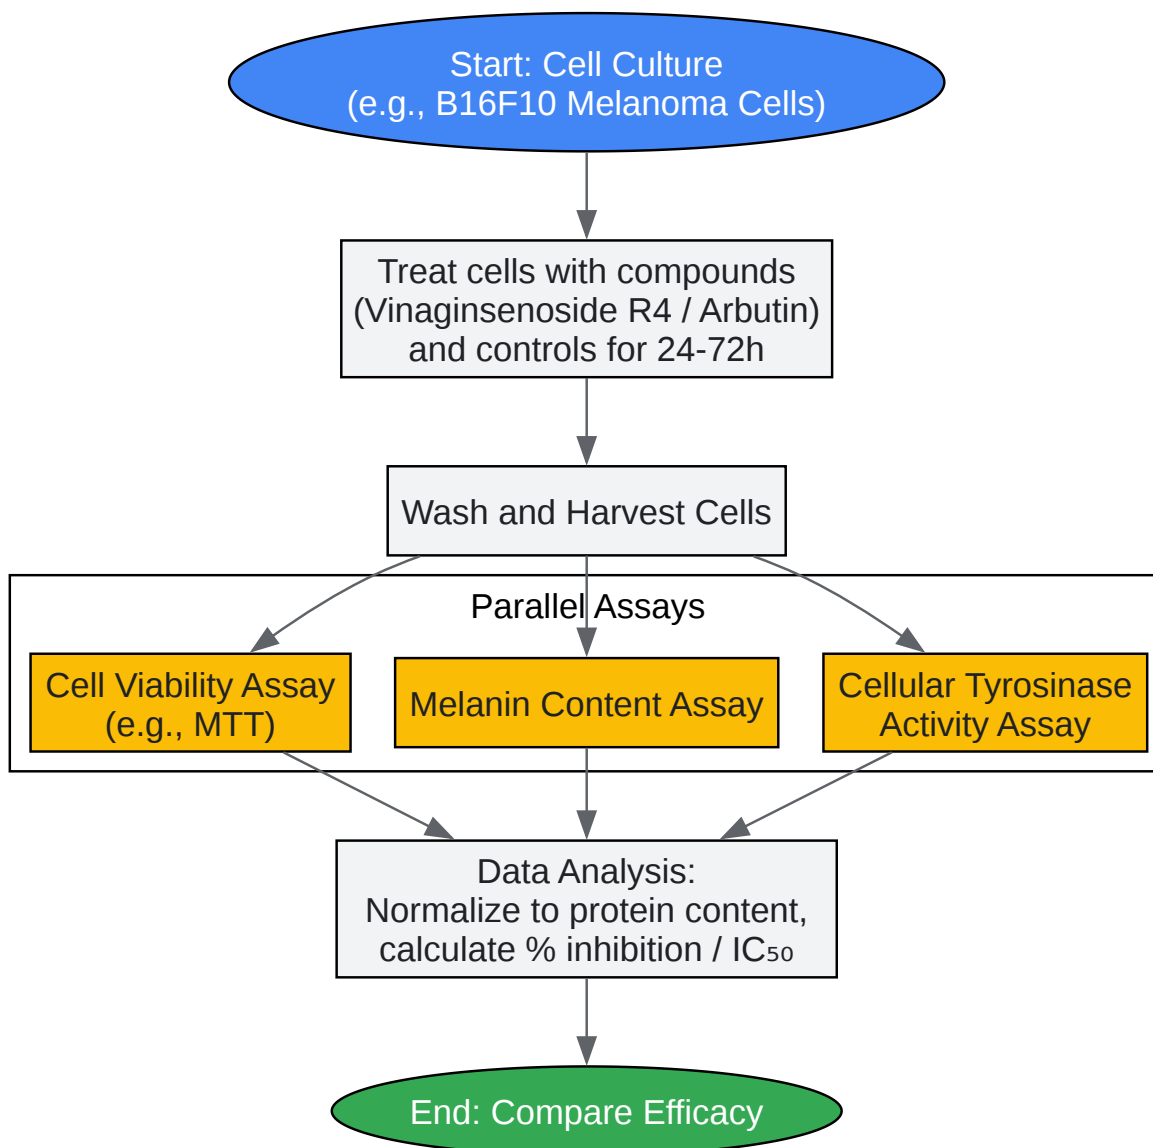 Start: Cell Culture
(e.g., B16F10 Melanoma Cells)
Treat cells with compounds
(Vinaginsenoside R4 / Arbutin)
and controls for 24-72h
Wash and Harvest Cells
Parallel Assays
Cell Viability Assay
(e.g., MTT)
Melanin Content Assay
Cellular Tyrosinase
Activity Assay
Data Analysis:
Normalize to protein content,
calculate % inhibition / IC₅₀
End: Compare Efficacy